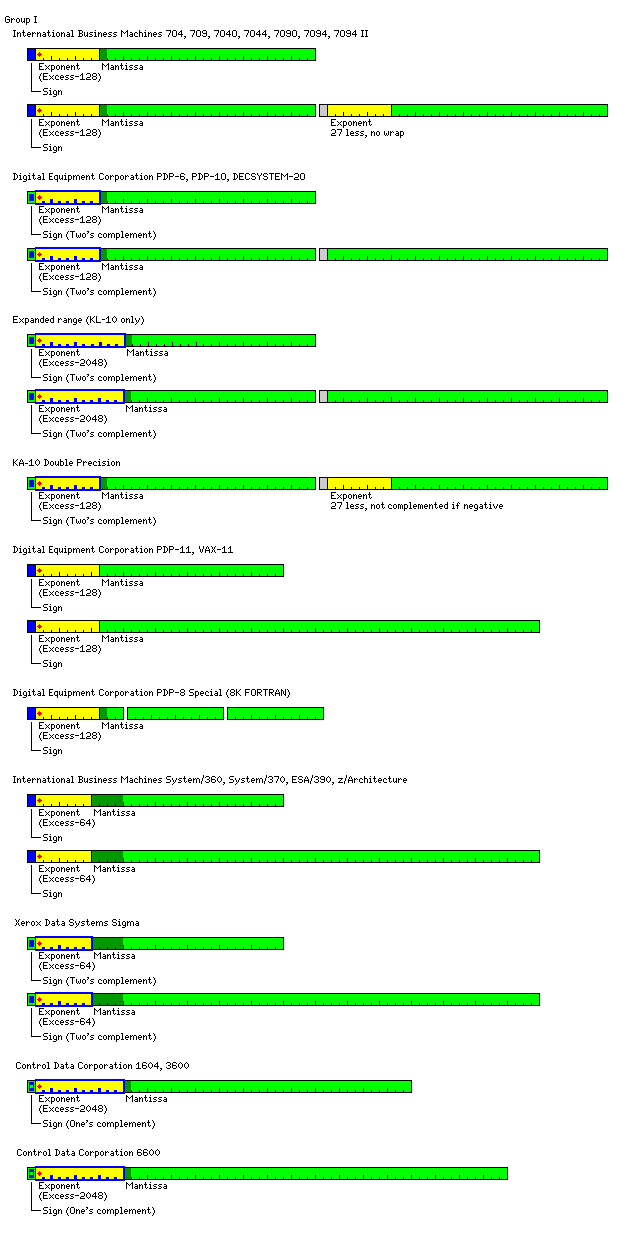 Group I
International Business Machines 704, 709, 7040, 7044, 7090, 7094, 7094 II
Exponent Mantissa
(Excess-128)
Sign
Exponent Mantissa Exponent
(Excess-128) 27 less, no wrap
Sign
Digital Equipment Corporation PDP-6, PDP-10, DECSYSTEM-20
Exponent Mantissa
(Excess-128)
Sign (Two's complement)
Exponent Mantissa
(Excess-128)
Sign (Two's complement)
Expanded range (KL-10 only)
Exponent Mantissa
(Excess-2048)
Sign (Two's complement)
Exponent Mantissa
(Excess-2048)
Sign (Two's complement)
KA-10 Double Precision
Exponent Mantissa Exponent
(Excess-128) 27 less, not complemented if negative
Sign (Two's complement)
Digital Equipment Corporation PDP-11, VAX-11
Exponent Mantissa
(Excess-128)
Sign
Exponent Mantissa
(Excess-128)
Sign
Digital Equipment Corporation PDP-8 Special (8K FORTRAN)
Exponent Mantissa
(Excess-128)
Sign
International Business Machines System/360, System/370, ESA/390, z/Architecture
Exponent Mantissa
(Excess-64)
Sign
Exponent Mantissa
(Excess-64)
Sign
Xerox Data Systems Sigma
Exponent Mantissa
(Excess-64)
Sign (Two's complement)
Exponent Mantissa
(Excess-64)
Sign (Two's complement)
Control Data Corporation 1604, 3600
Exponent Mantissa
(Excess-2048)
Sign (One's complement)
Control Data Corporation 6600
Exponent Mantissa
(Excess-2048)
Sign (One's complement)